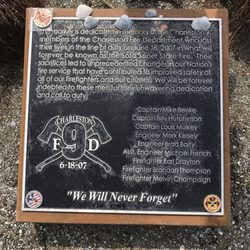 This marker is dedicated in memory of the Charleston 9
members of the Charleston Fire Department who lost
their lives in the line of duty on June 18, 2007 in what will
forever be known as the Sofa Super Store Fire. Their
sacrifices led to unprecedented changes in our Nation's
fire service that have contributed to improved safety of
all of our firefighters and our citizens. We will be forever
indebted to these men for their unwavering dedication
and call to duty.
Captain Mike Benke
Captain Billy Hutchinson
Captain Louis Mulkey
Engineer Mark Kelsey
Engineer Brad Baity
Asst. Engineer Michael French
Firefighter Earl Drayton
Firefighter Brandon Thompson
Firefighter Melvin Champaign
CHARLESTON
F 9 D
6-18-07
"We Will Never Forget"